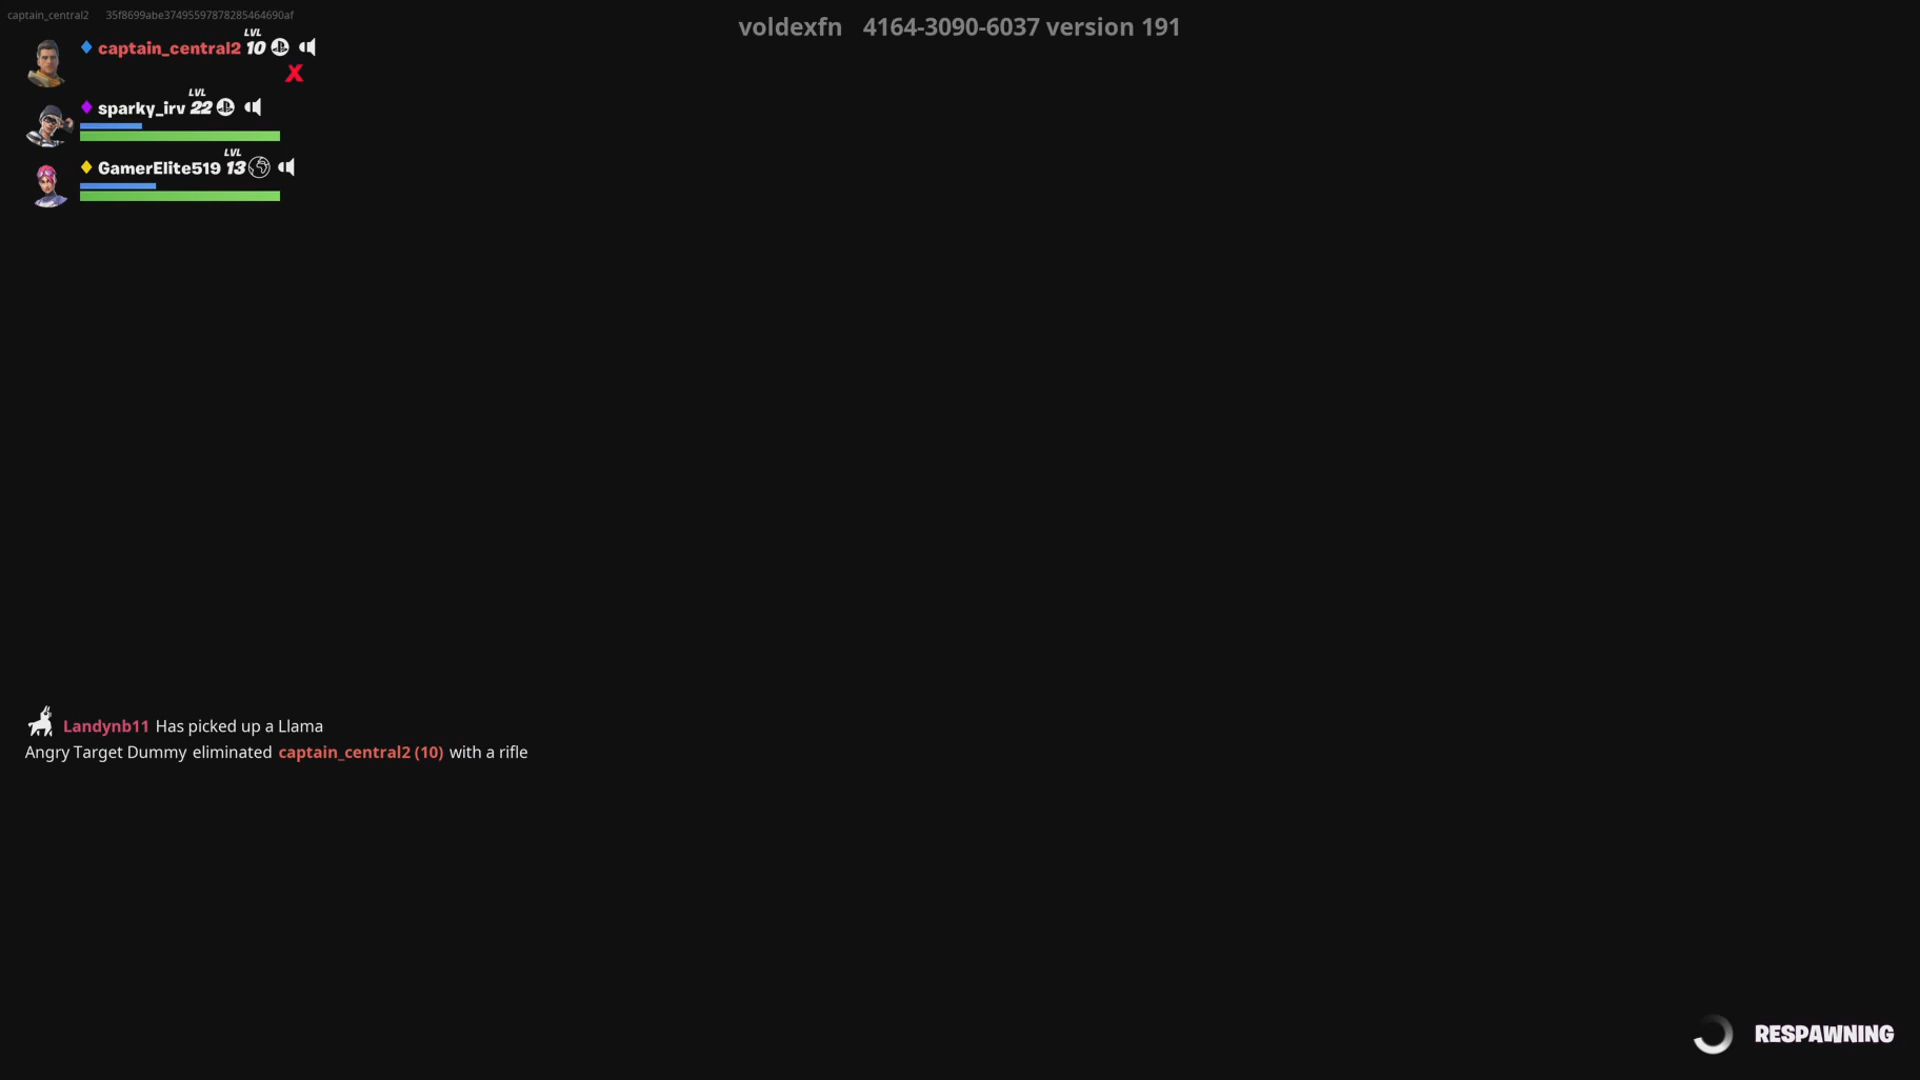 captain_central2 35f8699abe37495597878285464690af
voldexfn 4164-3090-6037 version 191
LVL
captain_central2 10
X
LVL
sparky_irv 22
LVL
GamerElite519 13
Landynb11 Has picked up a Llama
Angry Target Dummy eliminated captain_central2 (10) with a rifle
RESPAWNING